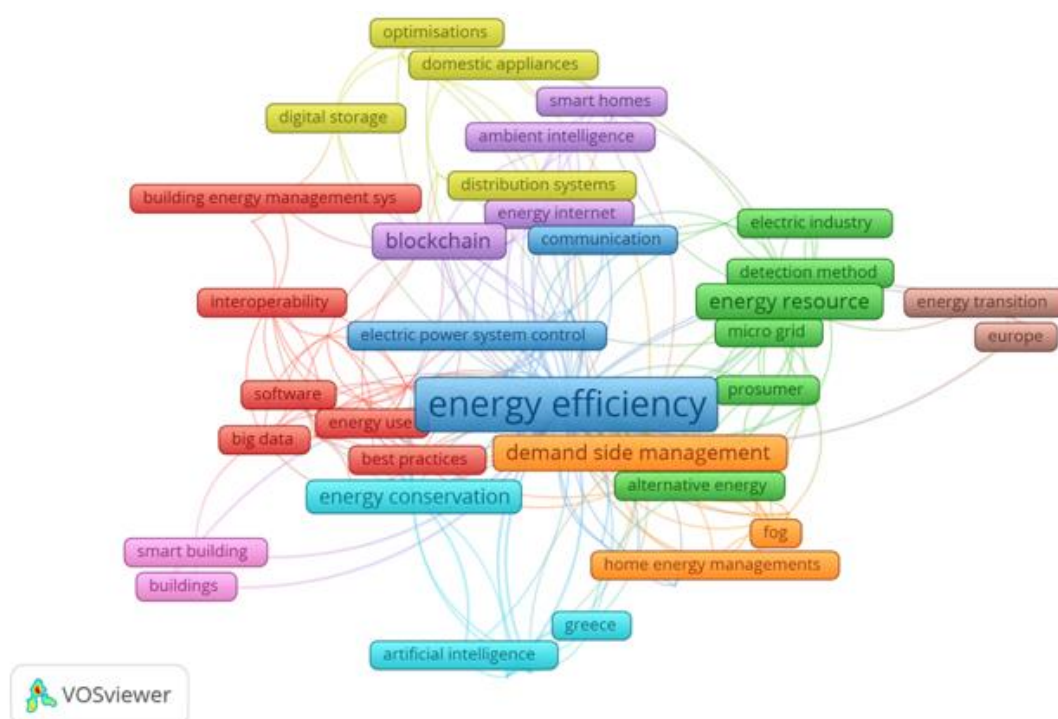 optimisations
domestic appliances
smart homes
digital storage
ambient intelligence
distribution systems
building energy management sys
energy internet
electric industry
blockchain
communication
detection method
energy resource
energy transition
interoperability
electric power system control
micro grid
europe
software
energy efficiency
prosumer
energy use
big data
best practices
demand side management
energy conservation
alternative energy
fog
smart building
home energy managements
buildings
greece
artificial intelligence
VOSviewer